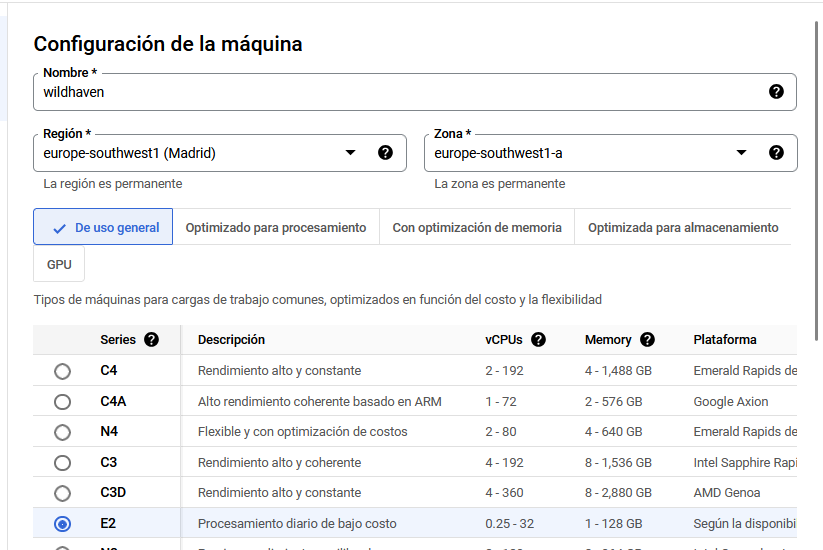 Configuración de la máquina
Nombre *
wildhaven
Región *
europe-southwest1 (Madrid)
Zona *
europe-southwest1-a
La región es permanente
La zona es permanente
De uso general
Optimizado para procesamiento
Con optimización de memoria
Optimizada para almacenamiento
GPU
Tipos de máquinas para cargas de trabajo comunes, optimizados en función del costo y la flexibilidad
Series Descripción vCPUs Memory Plataforma
C4 Rendimiento alto y constante 2 - 192 4 - 1,488 GB Emerald Rapids de
C4A Alto rendimiento coherente basado en ARM 1 - 72 2 - 576 GB Google Axion
N4 Flexible y con optimización de costos 2 - 80 4 - 640 GB Emerald Rapids de
C3 Rendimiento alto y coherente 4 - 192 8 - 1,536 GB Intel Sapphire Rapi
C3D Rendimiento alto y constante 4 - 360 8 - 2,880 GB AMD Genoa
E2 Procesamiento diario de bajo costo 0.25 - 32 1 - 128 GB Según la disponibi